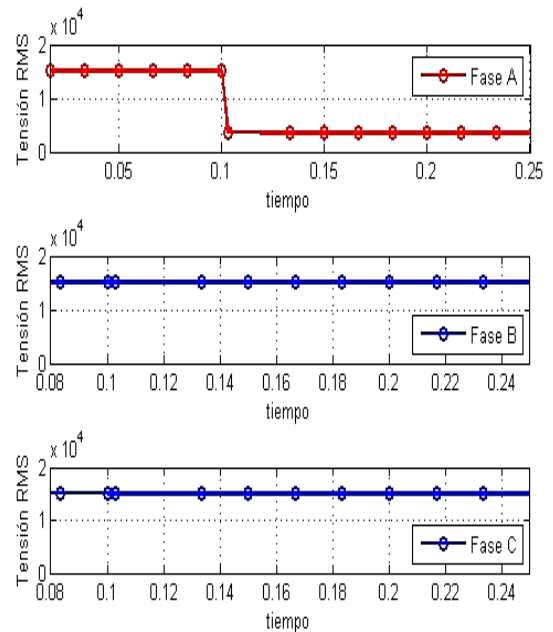 x 10^4
Tensión RMS
2
1
0
Fase A
0.05 0.1 0.15 0.2 0.25
tiempo
x 10^4
Tensión RMS
2
1
0
Fase B
0.08 0.1 0.12 0.14 0.16 0.18 0.2 0.22 0.24
tiempo
x 10^4
Tensión RMS
2
1
0
Fase C
0.08 0.1 0.12 0.14 0.16 0.18 0.2 0.22 0.24
tiempo